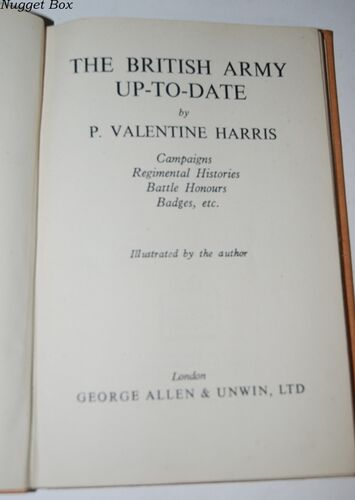 Nugget Box
THE BRITISH ARMY
UP-TO-DATE
by
P. VALENTINE HARRIS
Campaigns
Regimental Histories
Battle Honours
Badges, etc.
Illustrated by the author
London
GEORGE ALLEN & UNWIN, LTD